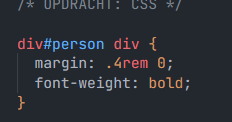 /* OPDRACHT: CSS */
div#person div {
margin: .4rem 0;
font-weight: bold;
}